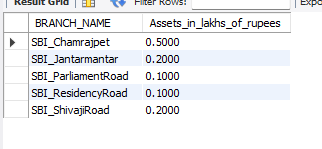 Result Grid Filter Rows: Expo
BRANCH_NAME Assets_in_lakhs_of_rupees
SBI_Chamrajpet 0.5000
SBI_Jantarmantar 0.2000
SBI_ParliamentRoad 0.1000
SBI_ResidencyRoad 0.1000
SBI_ShivajiRoad 0.2000